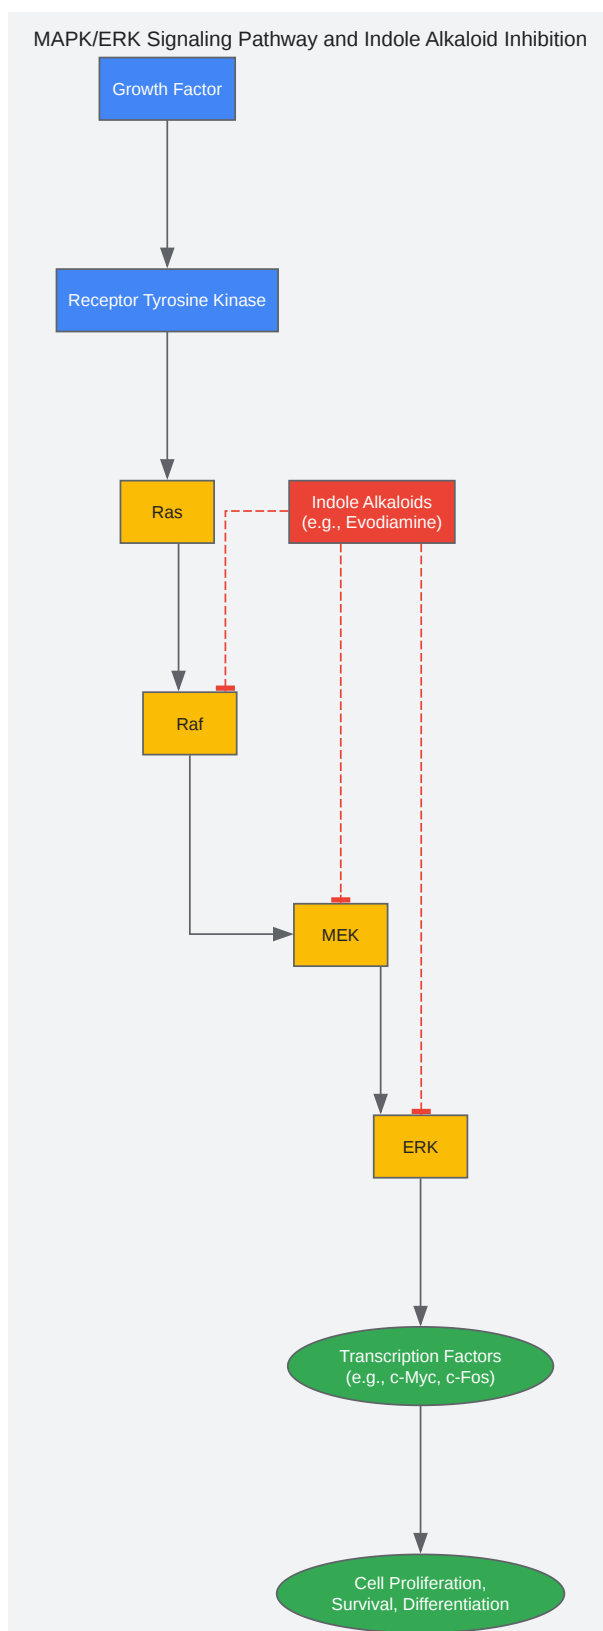 MAPK/ERK Signaling Pathway and Indole Alkaloid Inhibition
Growth Factor
Receptor Tyrosine Kinase
Ras
Indole Alkaloids
(e.g., Evodiamine)
Raf
MEK
ERK
Transcription Factors
(e.g., c-Myc, c-Fos)
Cell Proliferation,
Survival, Differentiation